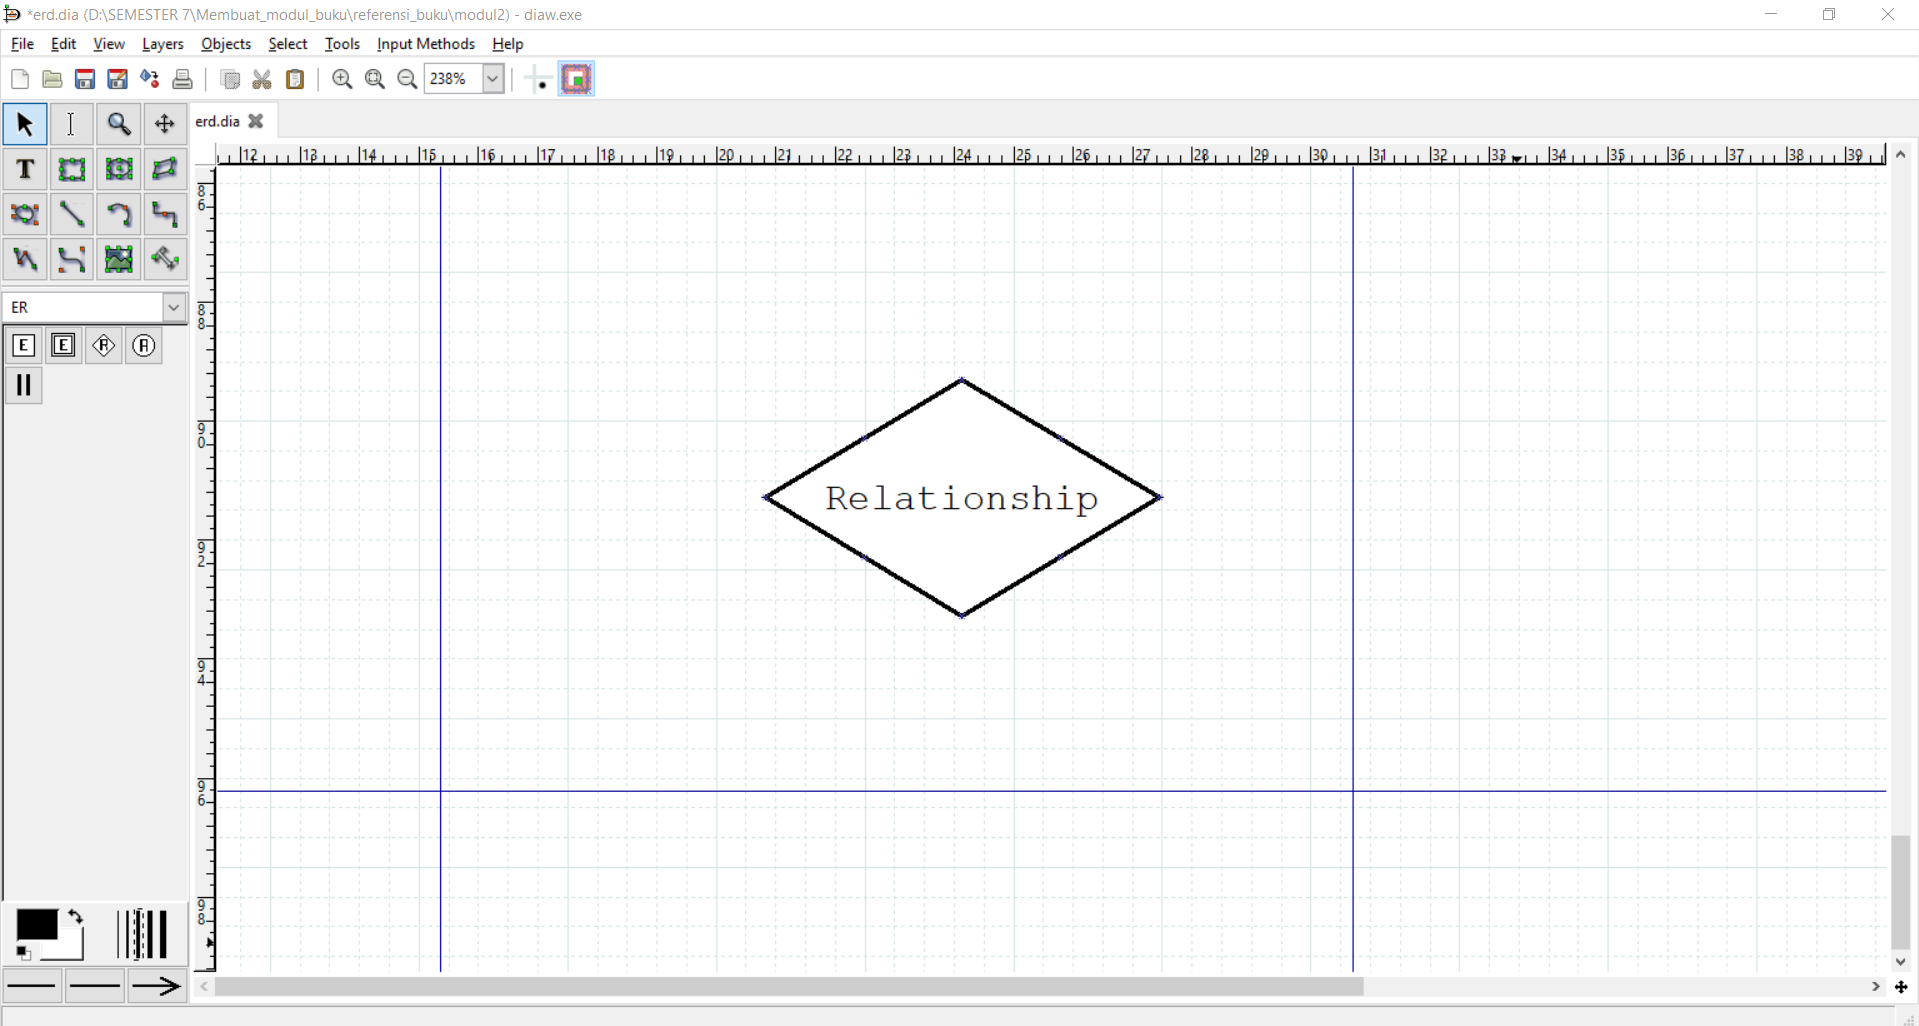 *erd.dia (D:\SEMESTER 7\Membuat_modul_buku\referensi_buku\modul2) - diaw.exe
File Edit View Layers Objects Select Tools Input Methods Help
238%
erd.dia
12 13 14 15 16 17 18 19 20 21 22 23 24 25 26 27 28 29 30 31 32 33 34 35 36 37 38 39
T
ER
E E R A
86
88
90
92
94
96
98
Relationship